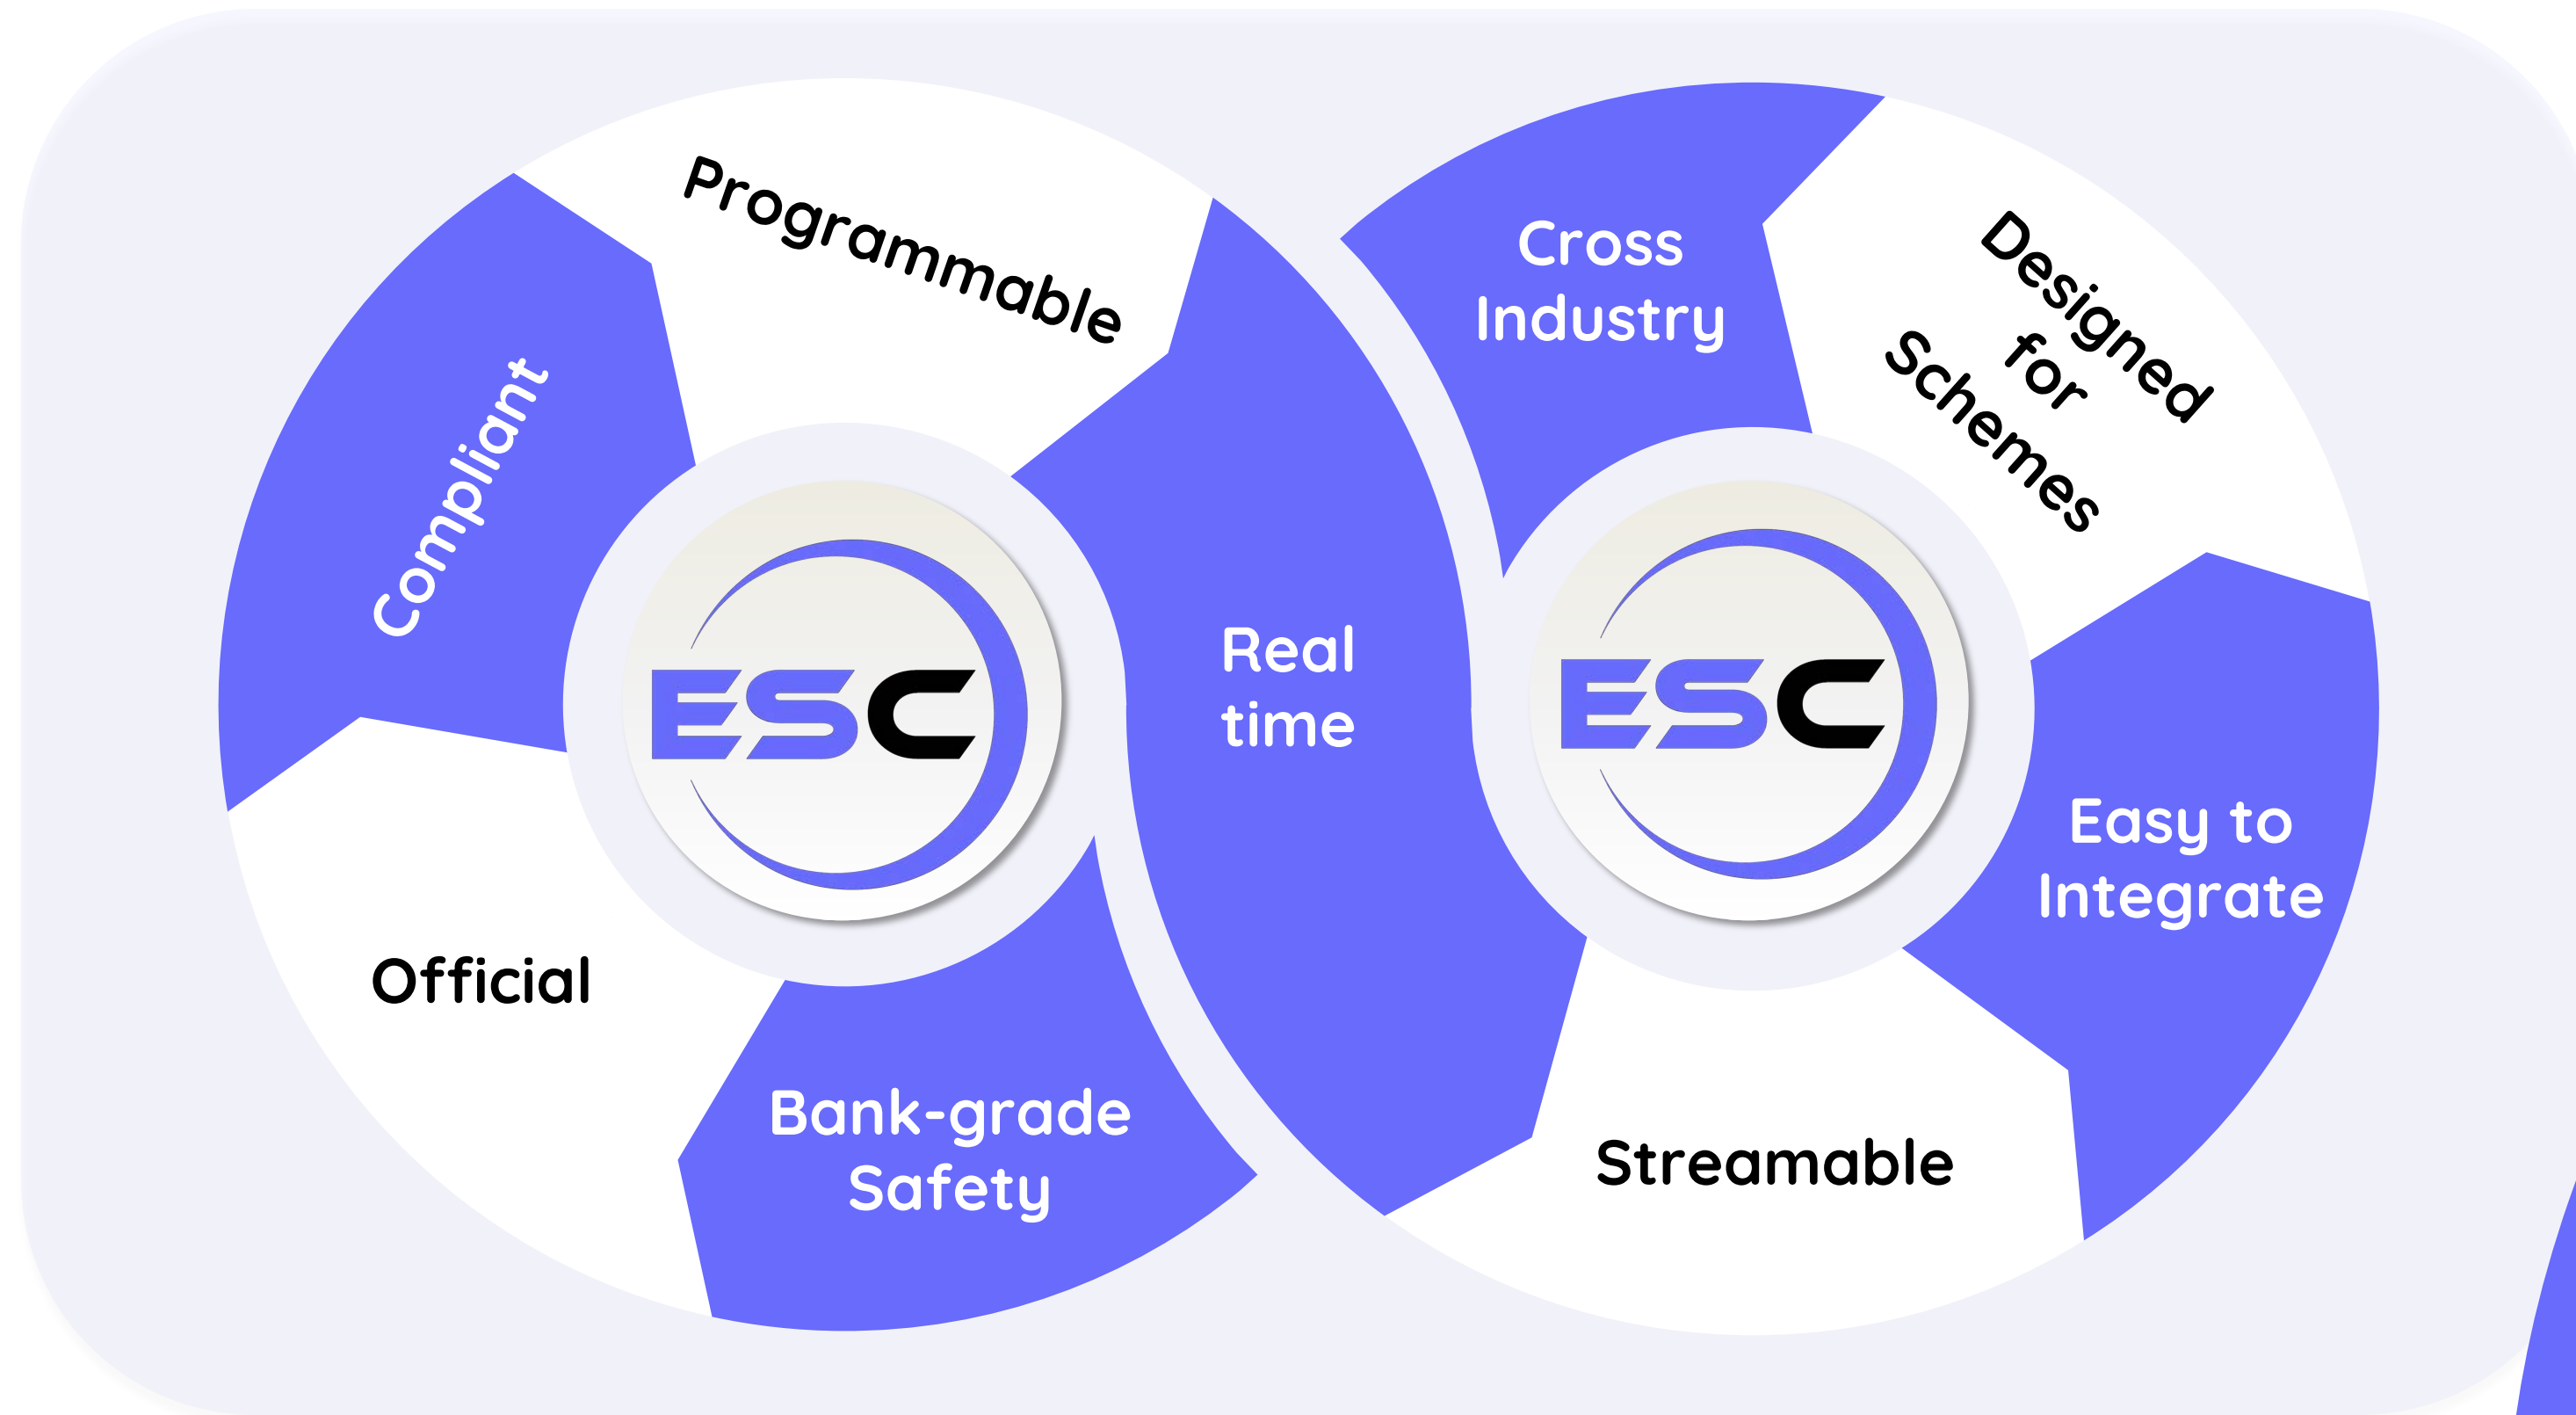 Programmable
Compliant
ESC
Official
Bank-grade
Safety
Real
time
Cross
Industry
Designed
for
Schemes
ESC
Easy to
Integrate
Streamable